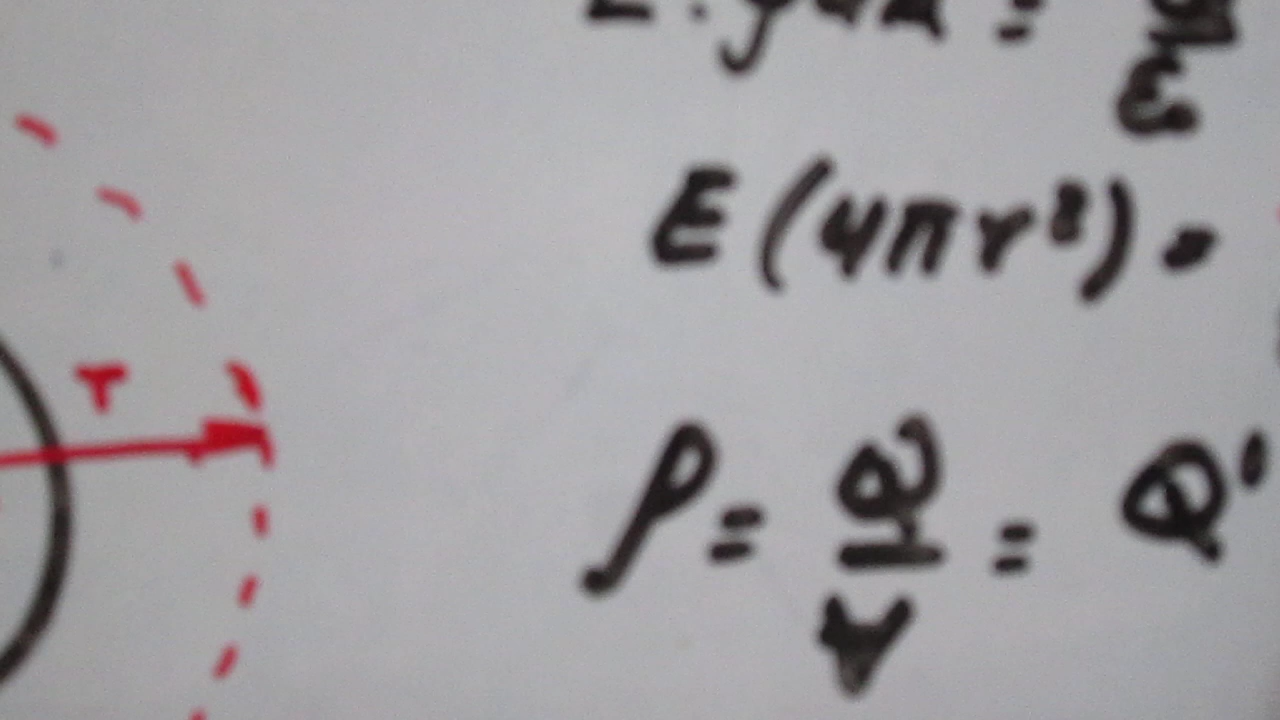 E(4πr²) =
r
ρ = Q/V = Q'